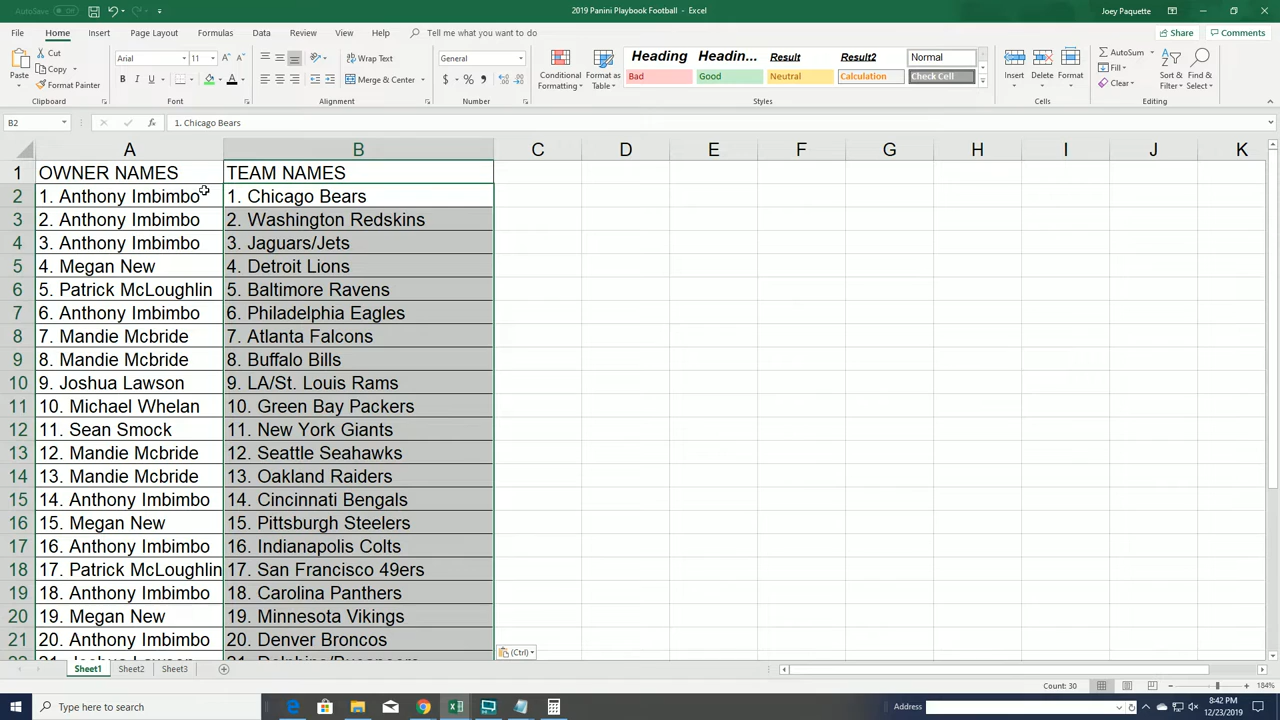 AutoSave
2019 Panini Playbook Football - Excel
Joey Paquette
File Home Insert Page Layout Formulas Data Review View Help Tell me what you want to do
Share Comments
Paste
Cut
Copy
Format Painter
Clipboard
Arial 11
B I U
Font
Wrap Text
Merge & Center
Alignment
General
$ % 9
Number
Conditional Formatting
Format as Table
Heading Headin... Result Result2 Normal
Bad Good Neutral Calculation Check Cell
Styles
Insert Delete Format
Cells
AutoSum
Fill
Clear
Sort & Filter
Find & Select
Editing
B2 fx 1. Chicago Bears
A B C D E F G H I J K
1 OWNER NAMES TEAM NAMES
2 1. Anthony Imbimbo 1. Chicago Bears
3 2. Anthony Imbimbo 2. Washington Redskins
4 3. Anthony Imbimbo 3. Jaguars/Jets
5 4. Megan New 4. Detroit Lions
6 5. Patrick McLoughlin 5. Baltimore Ravens
7 6. Anthony Imbimbo 6. Philadelphia Eagles
8 7. Mandie Mcbride 7. Atlanta Falcons
9 8. Mandie Mcbride 8. Buffalo Bills
10 9. Joshua Lawson 9. LA/St. Louis Rams
11 10. Michael Whelan 10. Green Bay Packers
12 11. Sean Smock 11. New York Giants
13 12. Mandie Mcbride 12. Seattle Seahawks
14 13. Mandie Mcbride 13. Oakland Raiders
15 14. Anthony Imbimbo 14. Cincinnati Bengals
16 15. Megan New 15. Pittsburgh Steelers
17 16. Anthony Imbimbo 16. Indianapolis Colts
18 17. Patrick McLoughlin 17. San Francisco 49ers
19 18. Anthony Imbimbo 18. Carolina Panthers
20 19. Megan New 19. Minnesota Vikings
21 20. Anthony Imbimbo 20. Denver Broncos
(Ctrl)
Sheet1 Sheet2 Sheet3
Count: 30
184%
Type here to search
Address
8:42 PM
12/23/2019